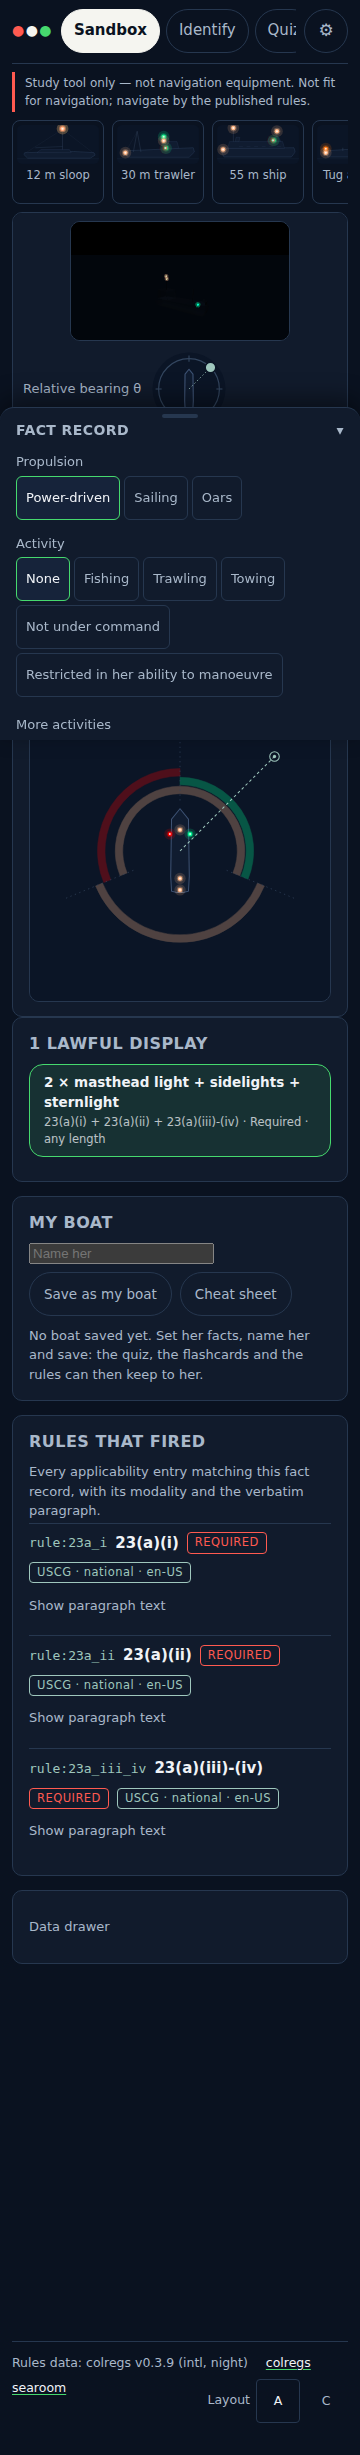 Sandbox Identify Quiz ⚙
Study tool only — not navigation equipment. Not fit
for navigation; navigate by the published rules.
12 m sloop 30 m trawler 55 m ship Tug
Relative bearing θ
FACT RECORD ▾
Propulsion
Power-driven Sailing Oars
Activity
None Fishing Trawling Towing
Not under command
Restricted in her ability to manoeuvre
More activities
1 LAWFUL DISPLAY
2 × masthead light + sidelights +
sternlight
23(a)(i) + 23(a)(ii) + 23(a)(iii)-(iv) · Required ·
any length
MY BOAT
Name her
Save as my boat Cheat sheet
No boat saved yet. Set her facts, name her
and save: the quiz, the flashcards and the
rules can then keep to her.
RULES THAT FIRED
Every applicability entry matching this fact
record, with its modality and the verbatim
paragraph.
rule:23a_i 23(a)(i) REQUIRED
USCG · national · en-US
Show paragraph text
rule:23a_ii 23(a)(ii) REQUIRED
USCG · national · en-US
Show paragraph text
rule:23a_iii_iv 23(a)(iii)-(iv)
REQUIRED USCG · national · en-US
Show paragraph text
Data drawer
Rules data: colregs v0.3.9 (intl, night) colregs
searoom
Layout A C